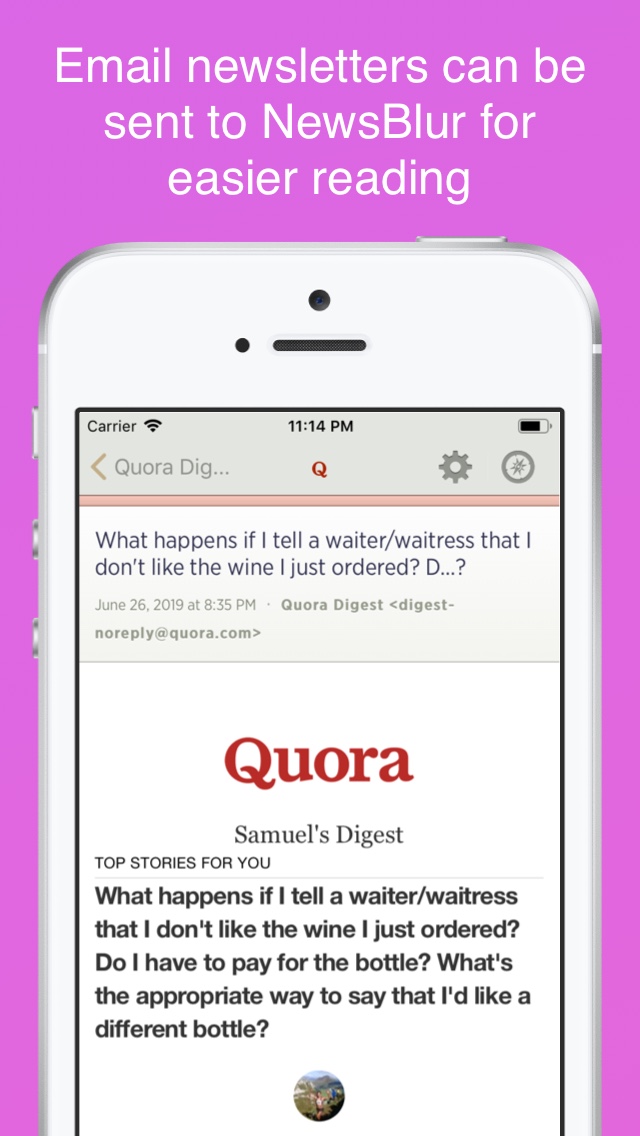 Email newsletters can be
sent to NewsBlur for
easier reading
Carrier 11:14 PM
Quora Dig... Q
What happens if I tell a waiter/waitress that I
don't like the wine I just ordered? D...?
June 26, 2019 at 8:35 PM · Quora Digest <digest-
noreply@quora.com>
Quora
Samuel's Digest
TOP STORIES FOR YOU
What happens if I tell a waiter/waitress
that I don't like the wine I just ordered?
Do I have to pay for the bottle? What's
the appropriate way to say that I'd like a
different bottle?